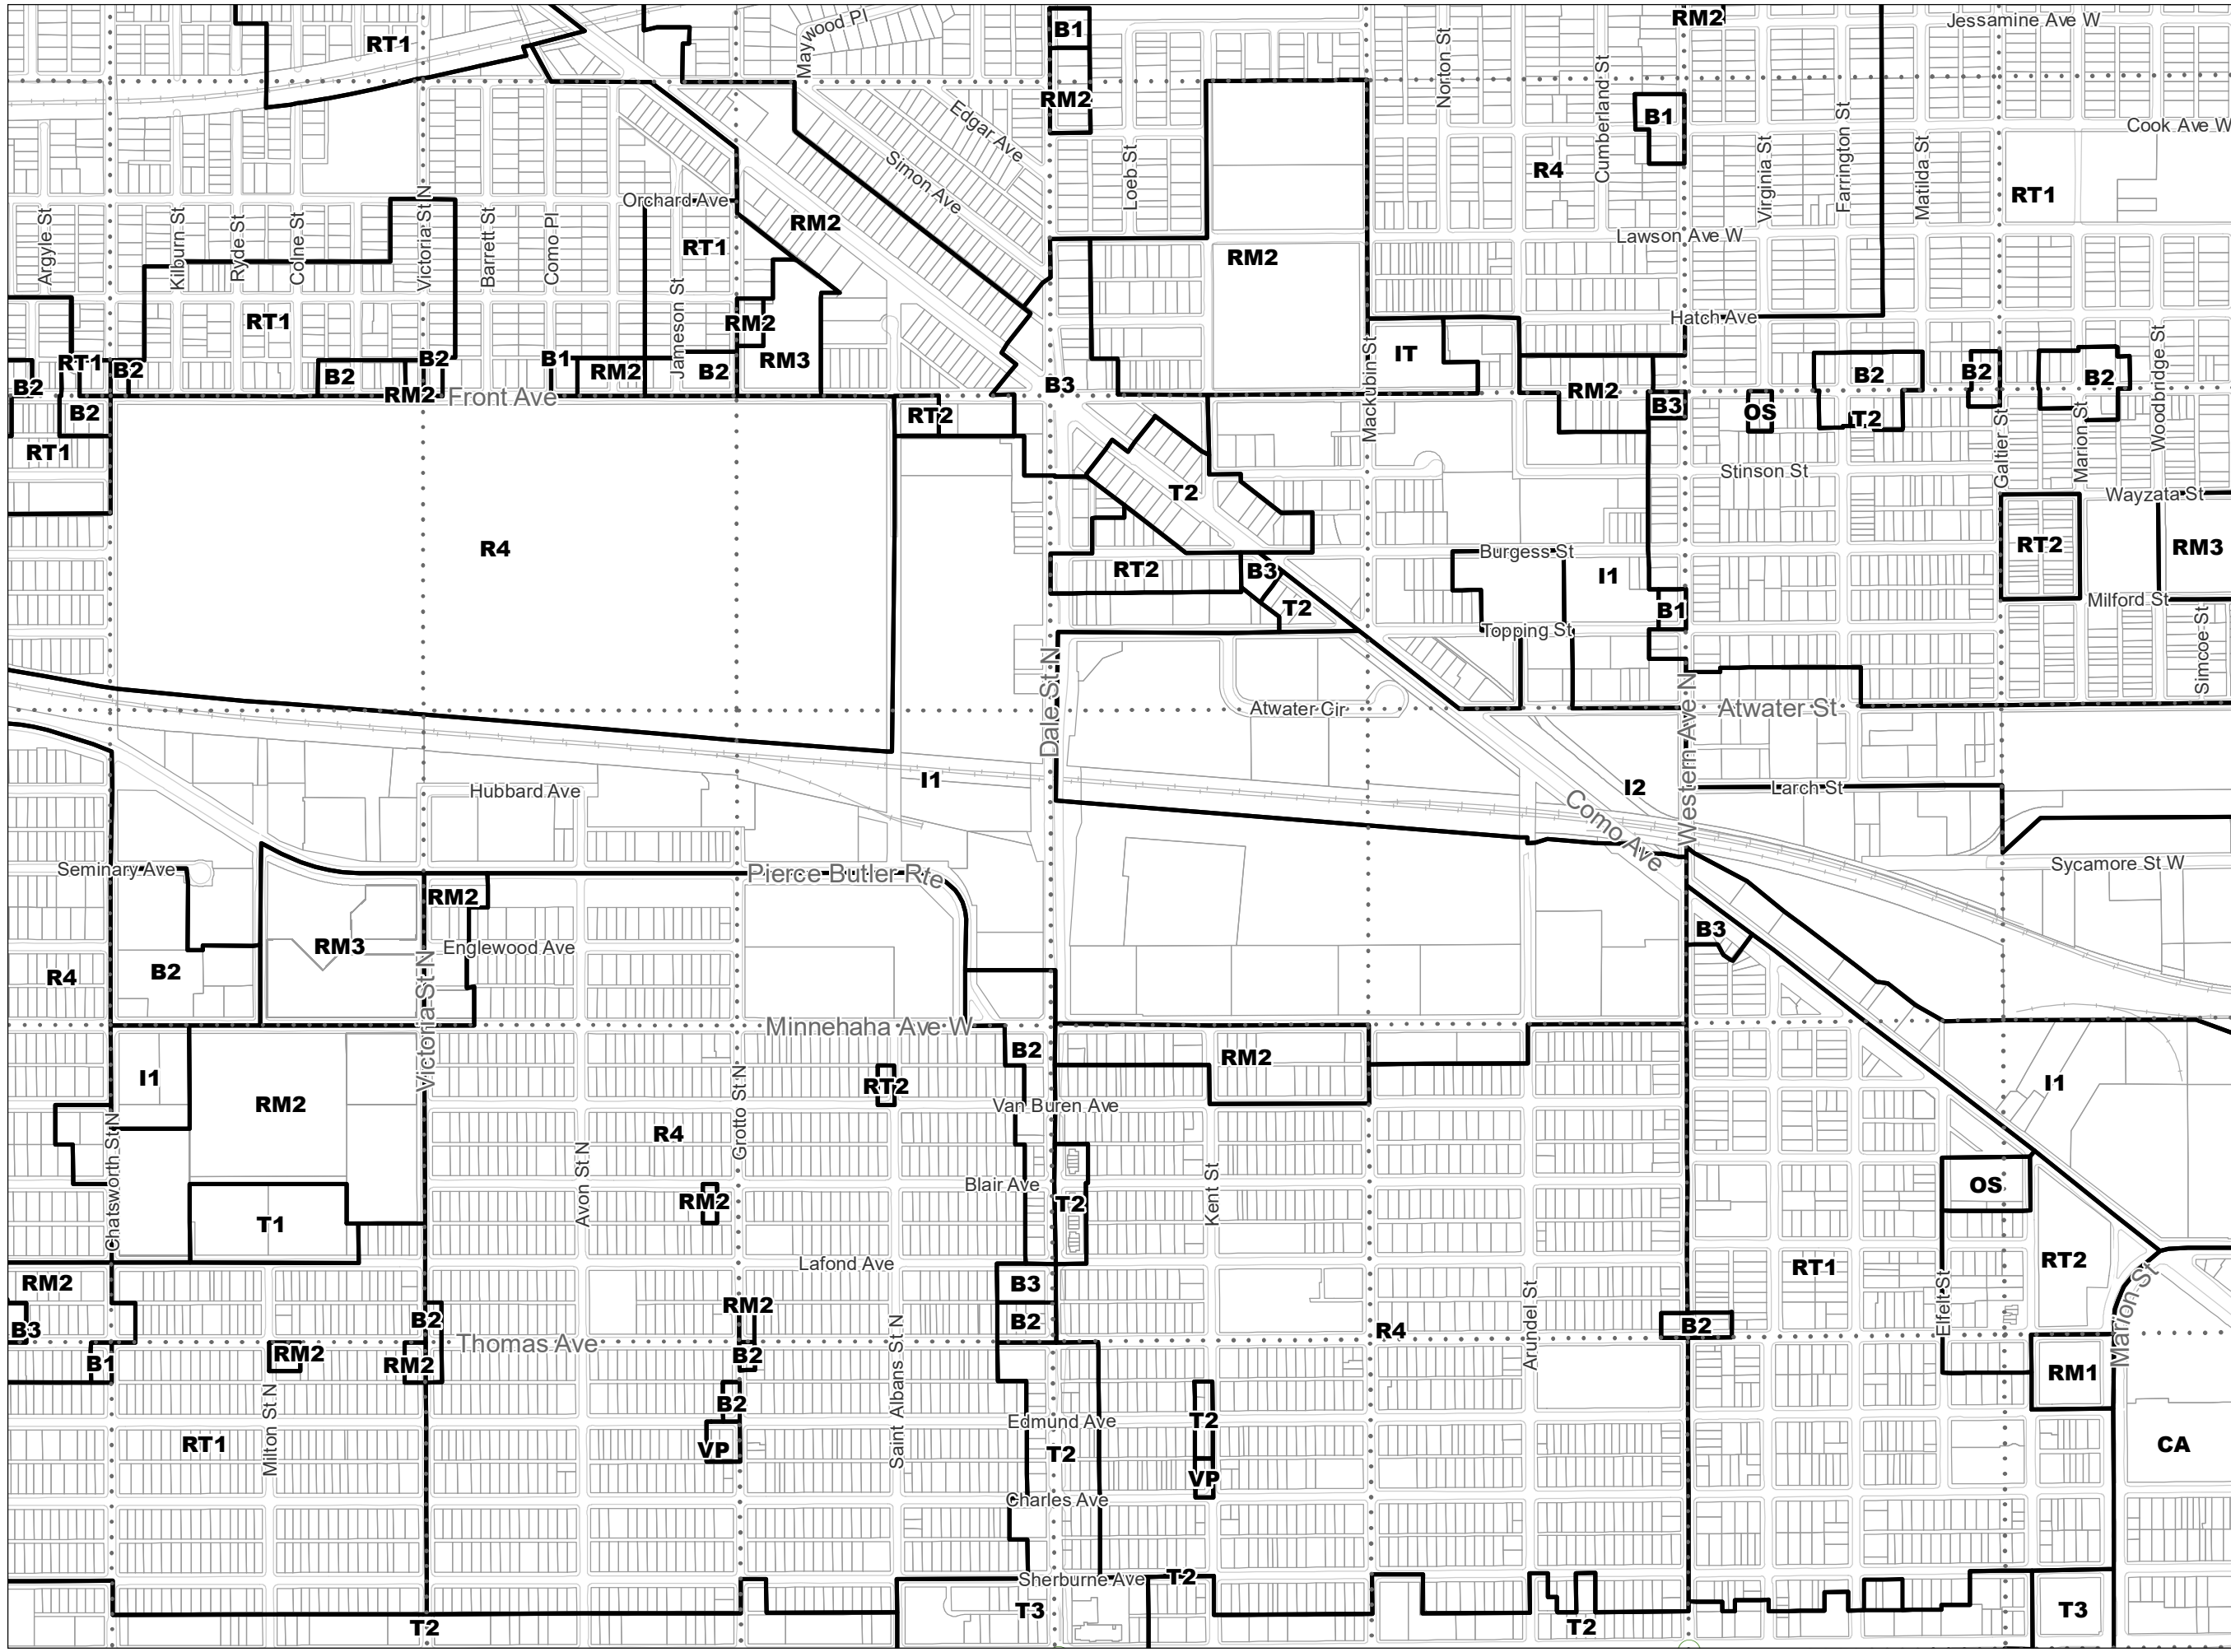 RM2
Jessamine Ave W
Maywood Pl
B1
RT1
Norton St
Cumberland St
RM2
B1
Edgar Ave
Farrington St
Cook Ave W
Loeb St
Virginia St
Matilda St
Simon Ave
R4
RT1
Orchard Ave
Victoria St N
Argyle St
Kilburn St
Ryde St
Colne St
Barrett St
Como Pl
RM2
RT1
Lawson Ave W
RM2
Jameson St
RT1
RM2
Hatch Ave
Mackubin St
IT
Woodbridge St
RT1
B2
B2
B1
RM2
B2
RM3
B2
B2
B2
B2
B2
RM2
Front Ave
B3
RM2
B3
OS
T2
B2
RT2
Galtier St
Marion St
RT1
Stinson St
T2
Wayzata St
R4
RT2
RM3
Burgess St
RT2
B3
I1
T2
B1
Milford St
Topping St
Simcoe St
Dale St N
Western Ave N
Atwater Cir
Atwater St
I1
I2
Larch St
Hubbard Ave
Como Ave
Seminary Ave
Pierce Butler Rte
Sycamore St W
RM2
B3
RM3
Englewood Ave
R4
B2
Victoria St N
Minnehaha Ave W
B2
RM2
I1
RT2
I1
RM2
Grotto St N
Van Buren Ave
R4
Chatsworth St N
Avon St N
Blair Ave
Kent St
OS
RM2
T2
T1
Lafond Ave
RT1
RT2
RM2
B3
Elfelt St
Marion St
Arundel St
RM2
B2
B3
B2
B2
R4
Thomas Ave
B1
RM2
RM2
B2
RM1
Saint Albans St N
B2
Edmund Ave
T2
Milton St N
RT1
VP
T2
CA
VP
Charles Ave
Sherburne Ave
T2
T3
T3
T2
T2